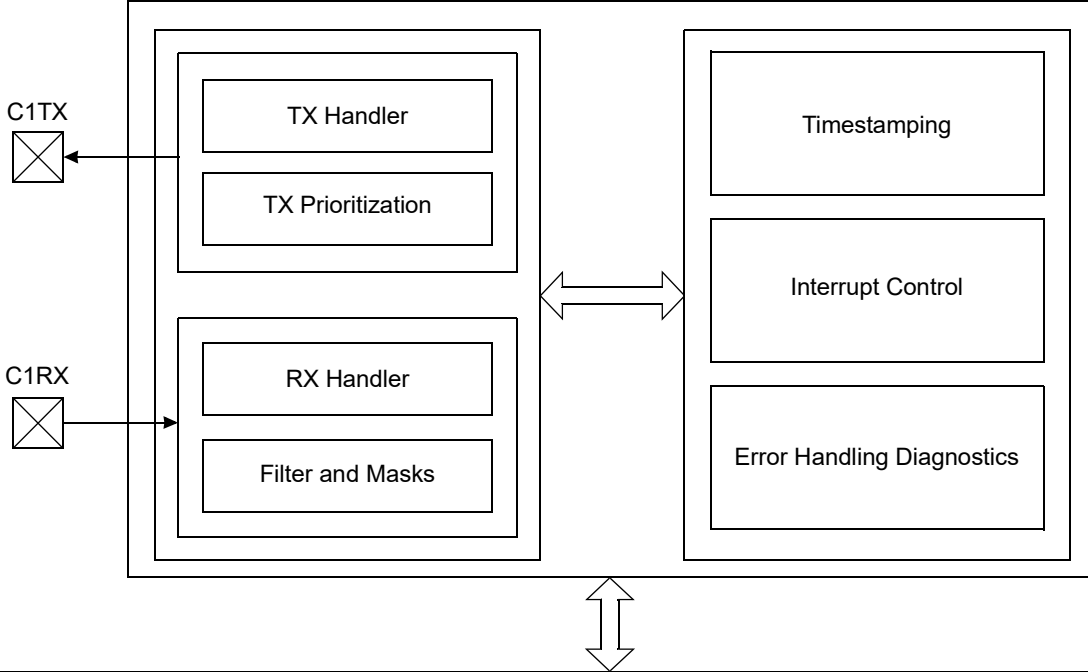 C1TX
TX Handler
TX Prioritization
C1RX
RX Handler
Filter and Masks
Timestamping
Interrupt Control
Error Handling Diagnostics